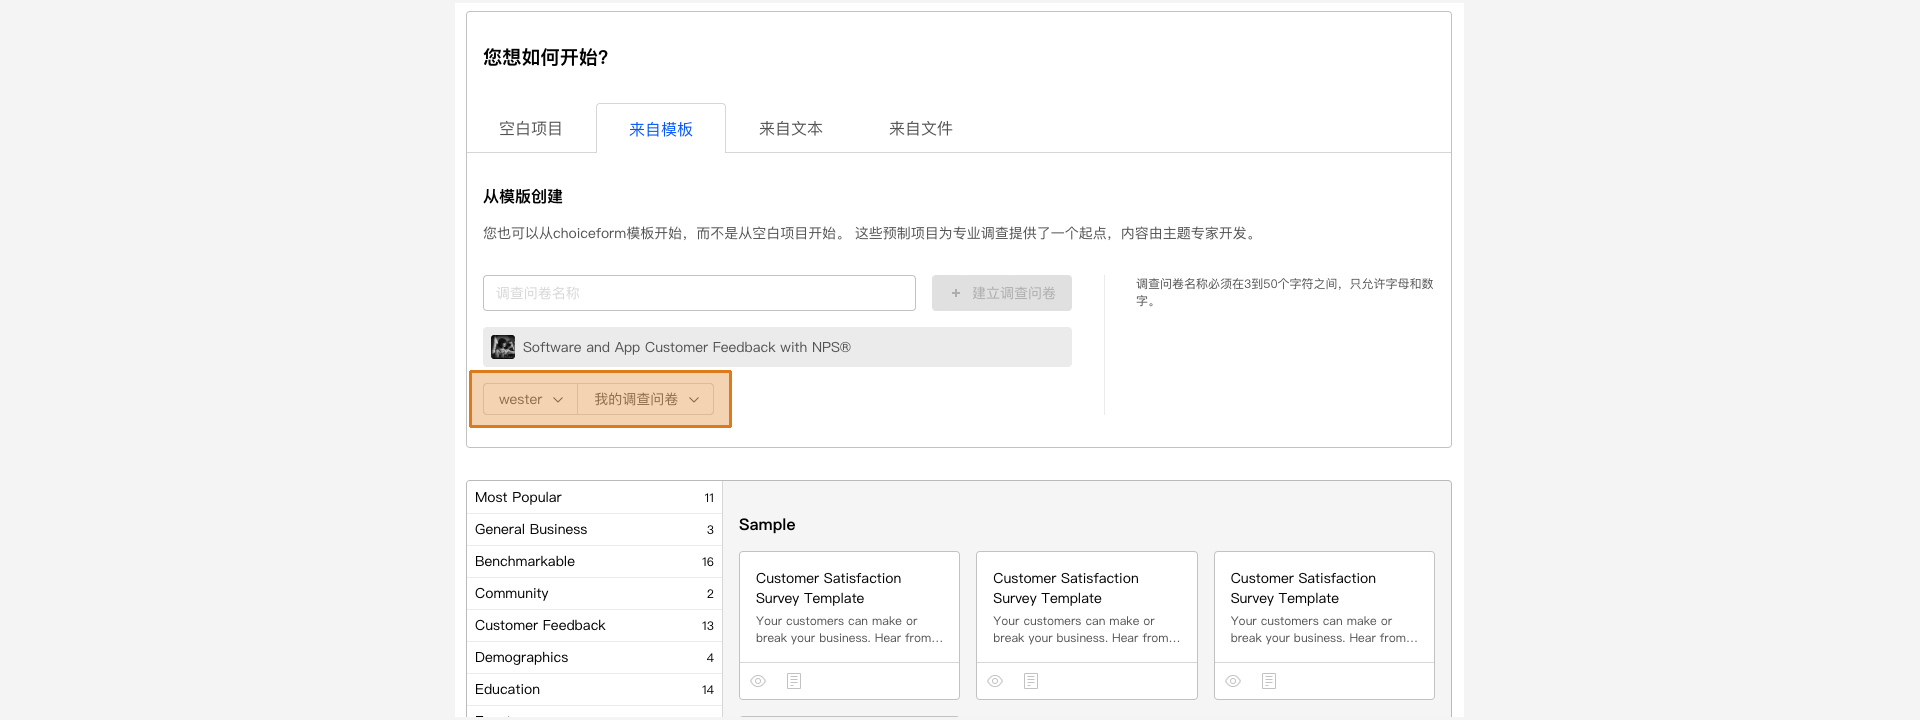 您想如何开始?
空白项目
来自模板
来自文本
来自文件
从模版创建
您也可以从choiceform模板开始，而不是从空白项目开始。 这些预制项目为专业调查提供了一个起点，内容由主题专家开发。
调查问卷名称
+ 建立调查问卷
调查问卷名称必须在3到50个字符之间，只允许字母和数
字。
Software and App Customer Feedback with NPS®
wester
我的调查问卷
Most Popular 11
General Business 3
Benchmarkable 16
Community 2
Customer Feedback 13
Demographics 4
Education 14
Sample
Customer Satisfaction
Survey Template
Your customers can make or
break your business. Hear from...
Customer Satisfaction
Survey Template
Your customers can make or
break your business. Hear from...
Customer Satisfaction
Survey Template
Your customers can make or
break your business. Hear from...